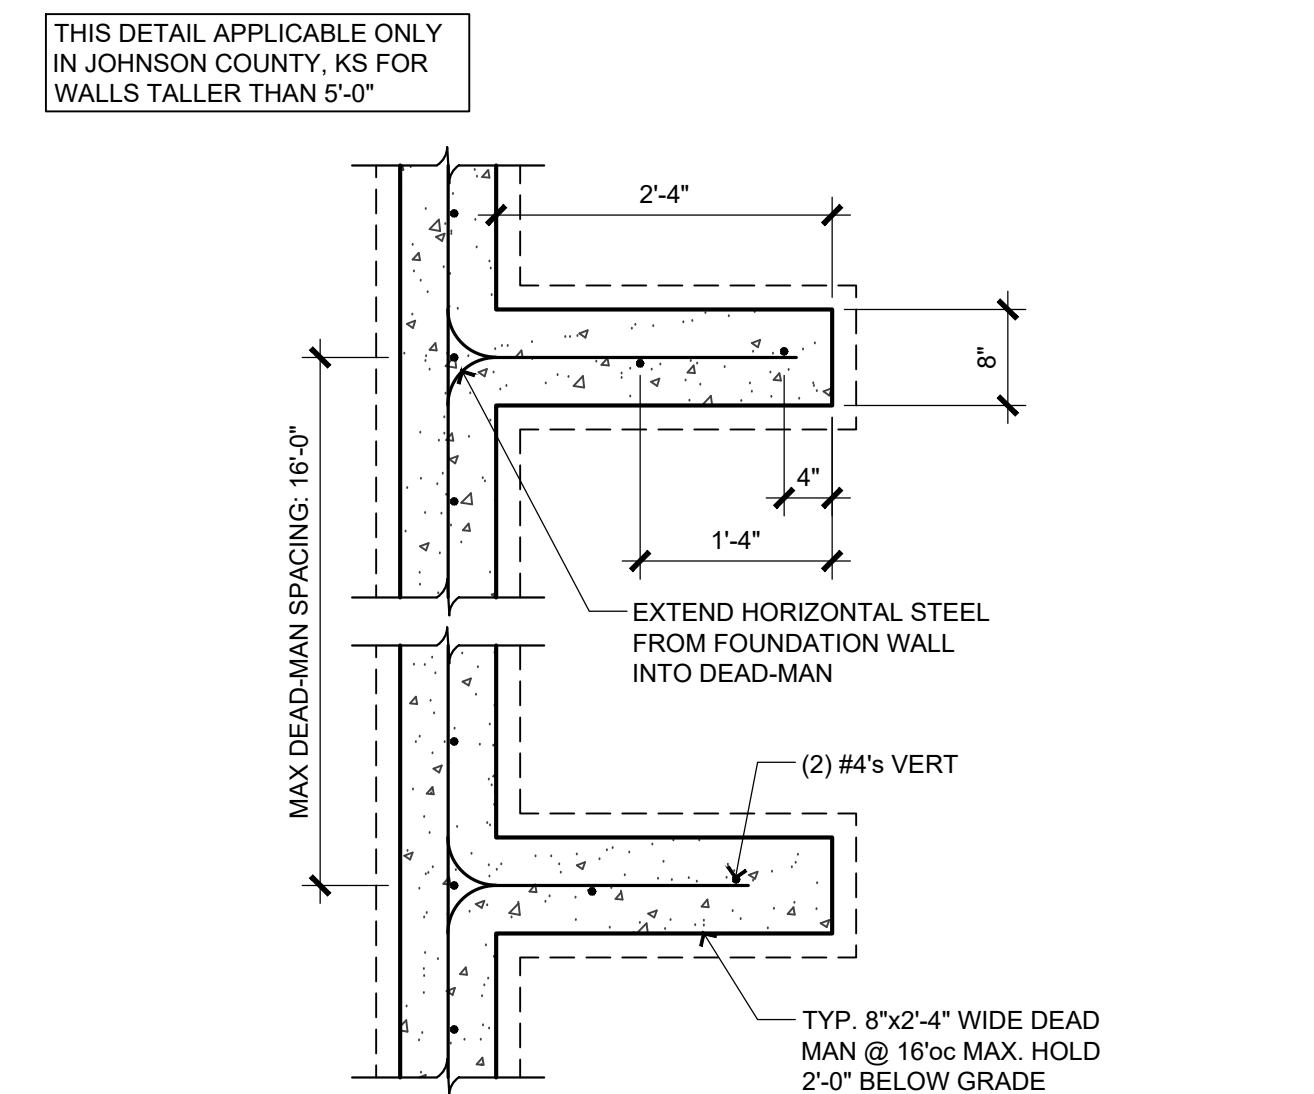 THIS DETAIL APPLICABLE ONLY
IN JOHNSON COUNTY, KS FOR
WALLS TALLER THAN 5'-0"
2'-4"
8"
4"
1'-4"
MAX DEAD-MAN SPACING: 16'-0"
EXTEND HORIZONTAL STEEL
FROM FOUNDATION WALL
INTO DEAD-MAN
(2) #4's VERT
TYP. 8"x2'-4" WIDE DEAD
MAN @ 16'oc MAX. HOLD
2'-0" BELOW GRADE